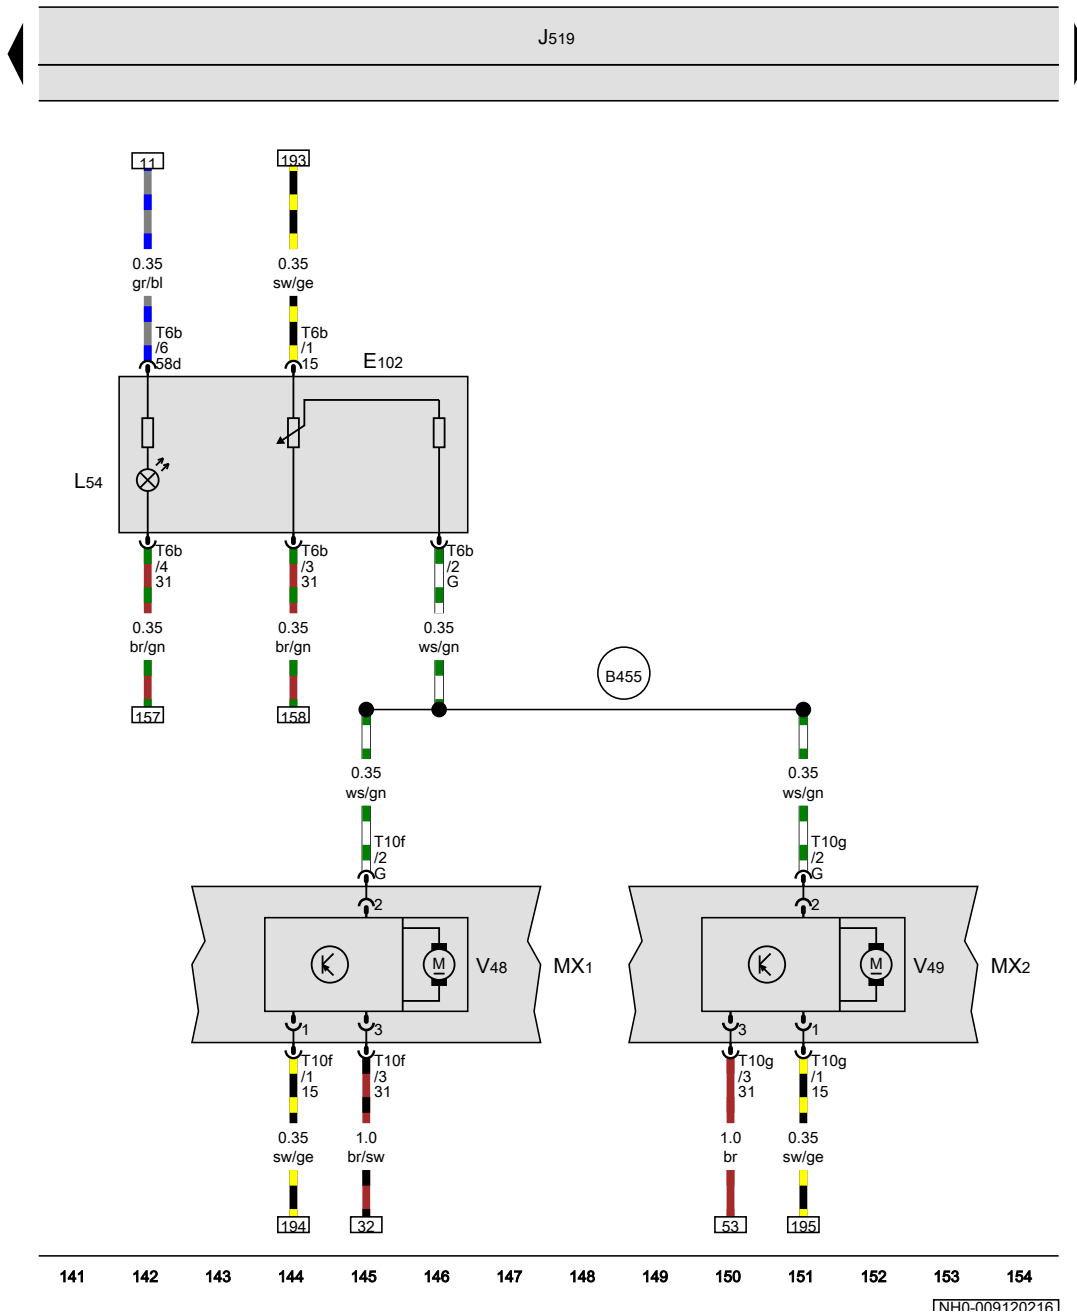 J519
11
193
0.35
gr/bl
0.35
sw/ge
T6b
/6
58d
T6b
/1
15
E102
L54
T6b
/4
31
T6b
/3
31
T6b
/2
G
0.35
br/gn
0.35
br/gn
0.35
ws/gn
B455
157
158
0.35
ws/gn
0.35
ws/gn
T10f
/2
G
T10g
/2
G
2
2
M
V48
MX1
M
V49
MX2
1
3
3
1
T10f
/1
15
T10f
/3
31
T10g
/3
31
T10g
/1
15
0.35
sw/ge
1.0
br/sw
1.0
br
0.35
sw/ge
194
32
53
195
141 142 143 144 145 146 147 148 149 150 151 152 153 154
NH0-009120216